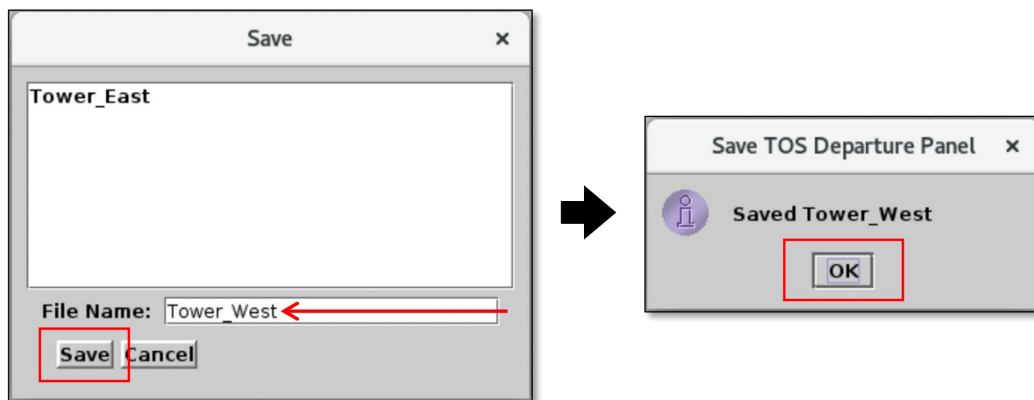 Save ×
Tower_East
File Name: Tower_West
Save Cancel
Save TOS Departure Panel ×
Saved Tower_West
OK